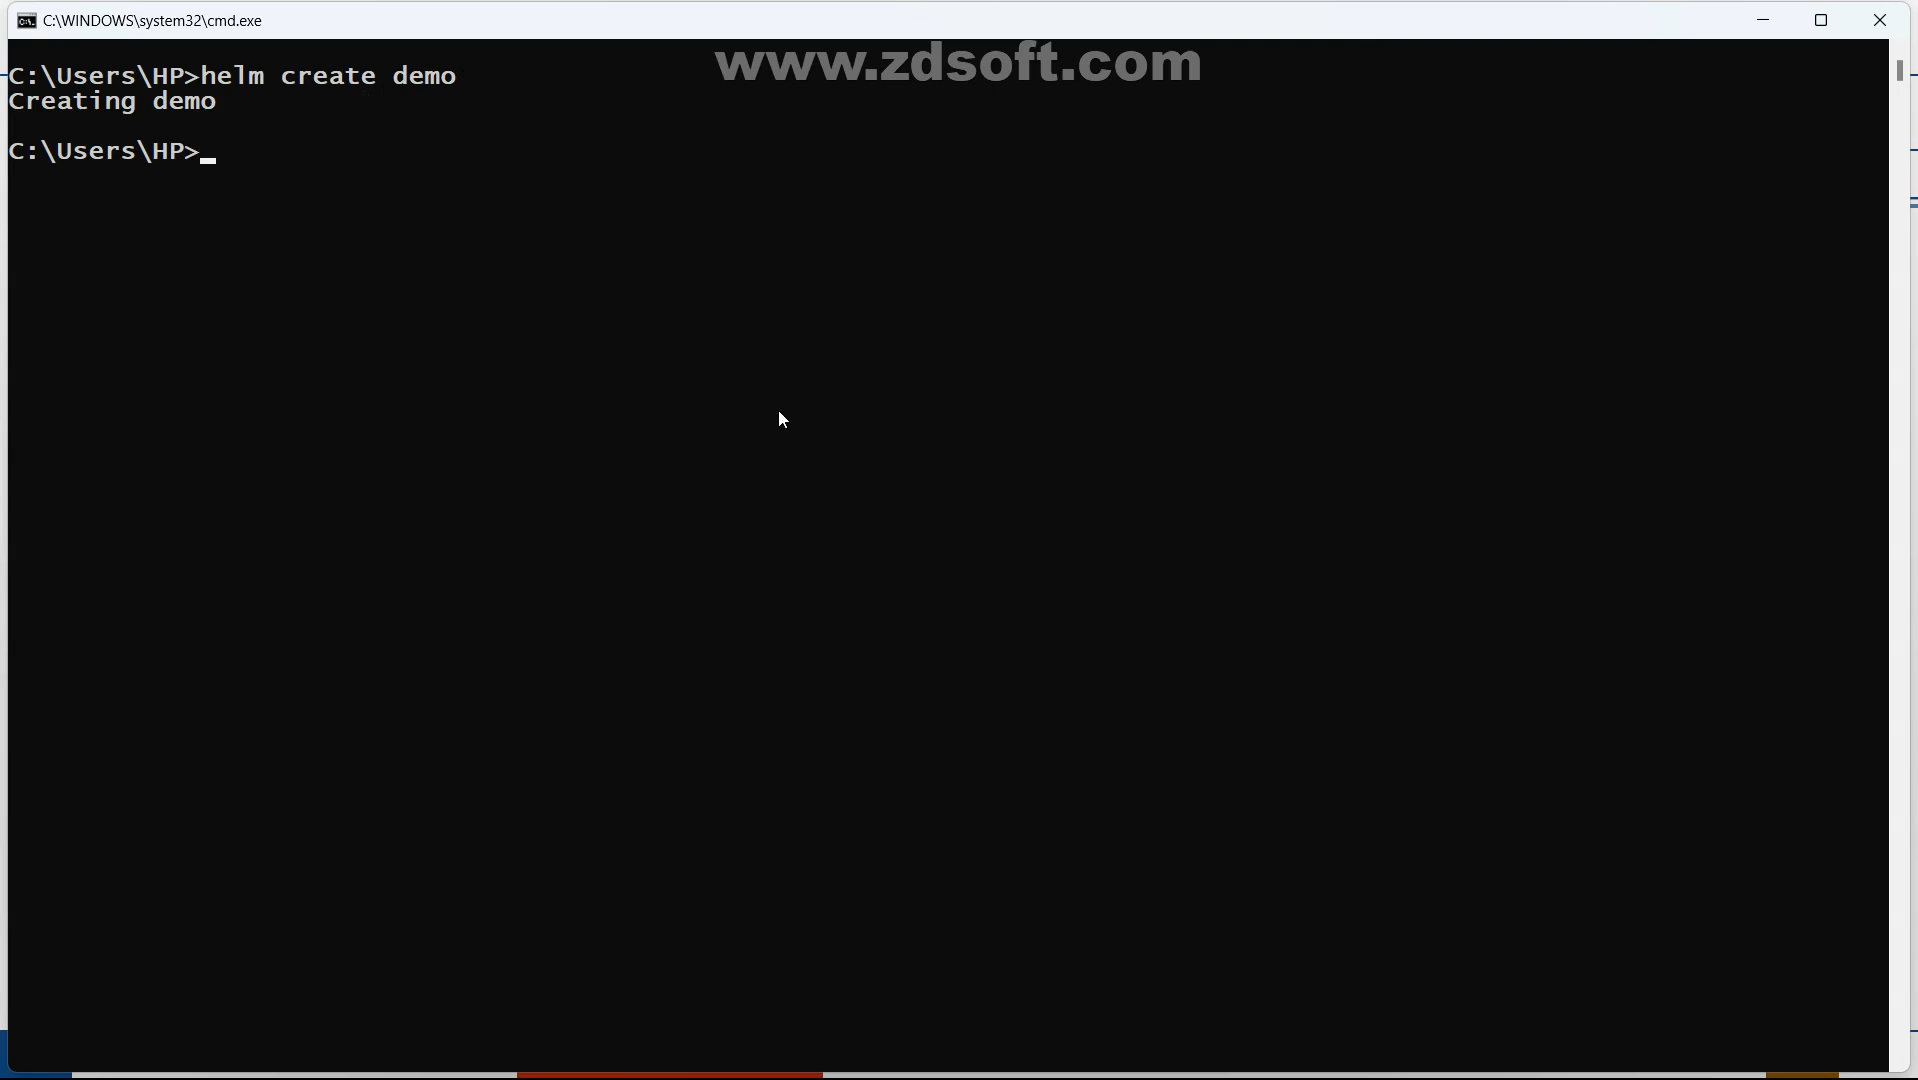 C:\WINDOWS\system32\cmd.exe
www.zdsoft.com
C:\Users\HP>helm create demo
Creating demo
C:\Users\HP>_